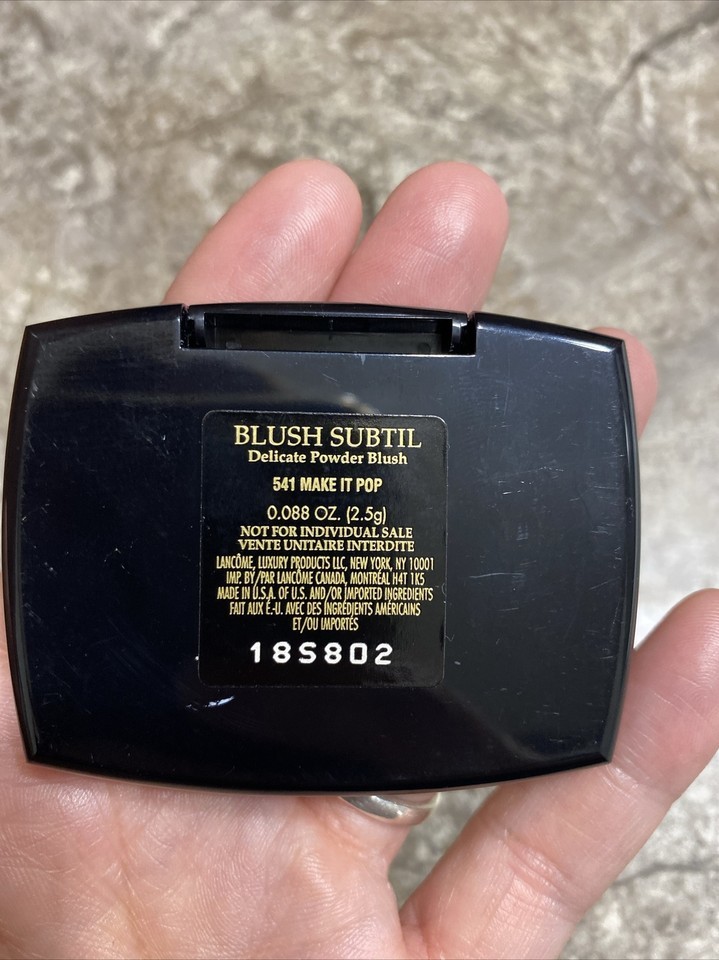 BLUSH SUBTIL
Delicate Powder Blush
541 MAKE IT POP
0.088 OZ. (2.5g)
NOT FOR INDIVIDUAL SALE
VENTE UNITAIRE INTERDITE
LANCÔME, LUXURY PRODUCTS LLC, NEW YORK, NY 10001
IMP. BY/PAR LANCÔME CANADA, MONTRÉAL H4T 1K5
MADE IN U.S.A. OF U.S. AND/OR IMPORTED INGREDIENTS
FAIT AUX É.-U. AVEC DES INGRÉDIENTS AMÉRICAINS
ET/OU IMPORTÉS
18S802